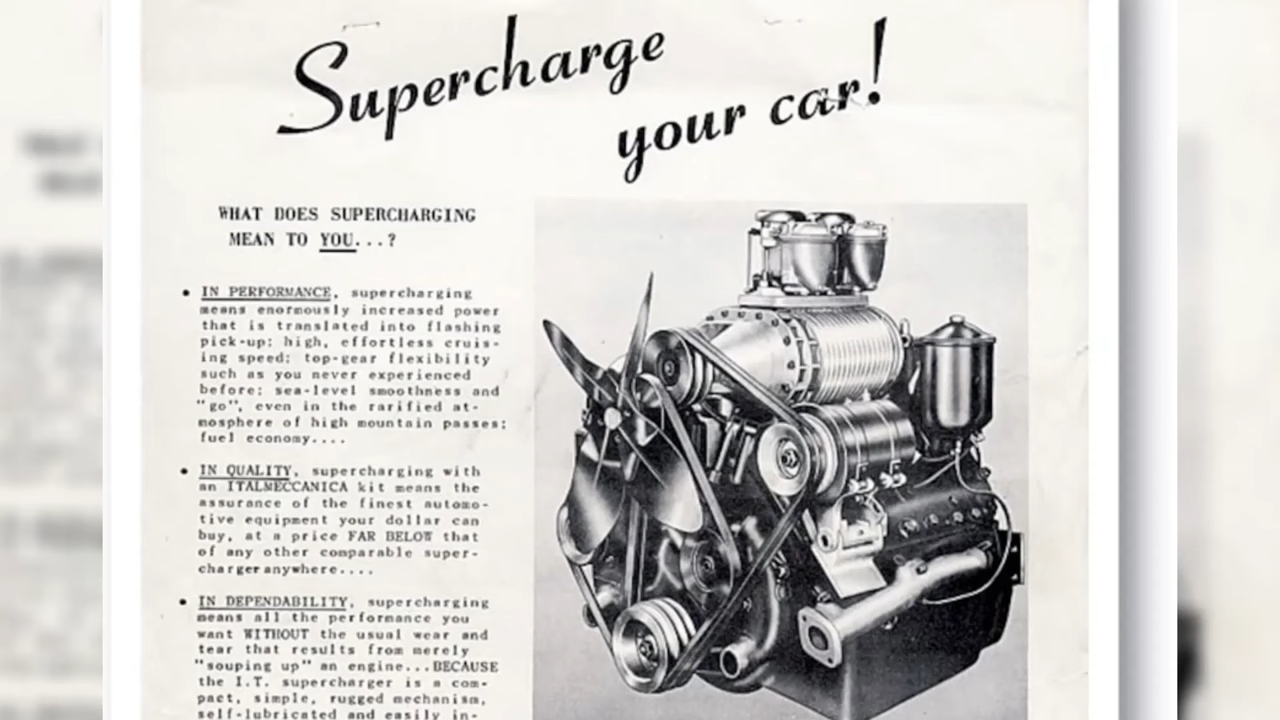 Supercharge
your car!
WHAT DOES SUPERCHARGING
MEAN TO YOU...?
• IN PERFORMANCE, supercharging
means enormously increased power
that is translated into flashing
pick-up; high, effortless cruis-
ing speed; top-gear flexibility
such as you never experienced
before; sea-level smoothness and
"go", even in the rarified at-
mosphere of high mountain passes;
fuel economy....
• IN QUALITY, supercharging with
an ITALMECCANICA kit means the
assurance of the finest automo-
tive equipment your dollar can
buy, at a price FAR BELOW that
of any other comparable super-
charger anywhere....
• IN DEPENDABILITY, supercharging
means all the performance you
want WITHOUT the usual wear and
tear that results from merely
"souping up" an engine...BECAUSE
the I.T. supercharger is a com-
pact, simple, rugged mechanism,
self-lubricated and easily in-